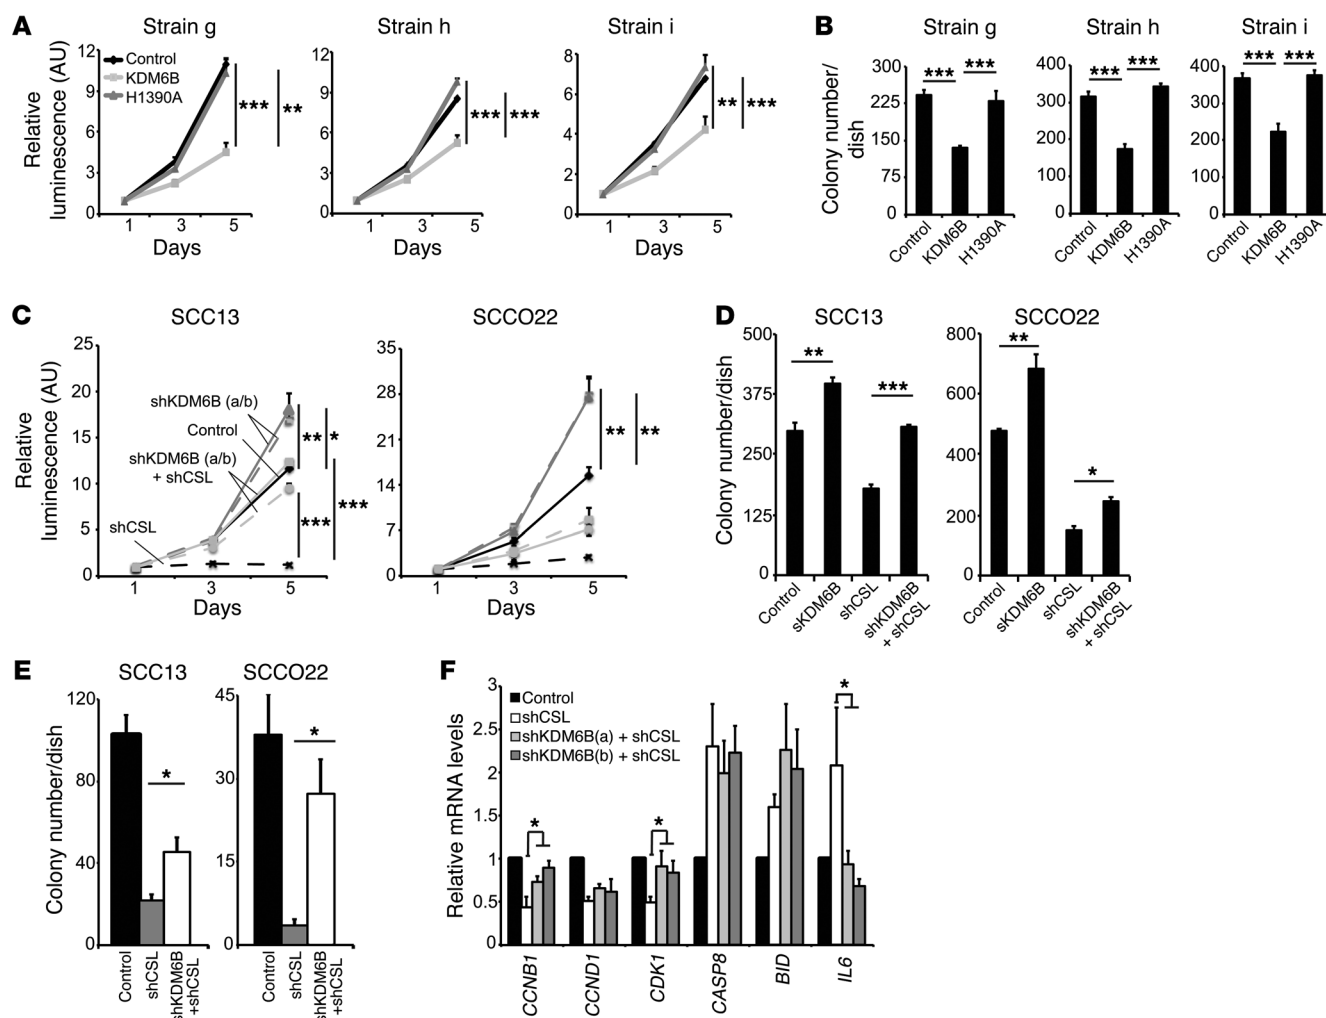 A
Strain g
Strain h
Strain i
Relative
luminescence (AU)
12
9
6
3
0
Control
KDM6B
H1390A
***
**
1
3
5
Days
12
9
6
3
0
***
***
1
3
5
Days
8
6
4
2
0
**
***
1
3
5
Days
B
Strain g
Strain h
Strain i
Colony number/
dish
300
225
150
75
0
***
***
Control
KDM6B
H1390A
400
300
200
100
0
***
***
Control
KDM6B
H1390A
400
300
200
100
0
***
***
Control
KDM6B
H1390A
C
SCC13
SCCO22
Relative
luminescence (AU)
25
20
15
10
5
0
shKDM6B (a/b)
Control
shKDM6B (a/b)
+ shCSL
shCSL
**
*
***
***
1
3
5
Days
35
28
21
14
7
0
**
**
1
3
5
Days
D
SCC13
SCCO22
Colony number/dish
500
375
250
125
0
**
***
Control
sKDM6B
shCSL
shKDM6B
+ shCSL
800
600
400
200
0
**
*
Control
sKDM6B
shCSL
shKDM6B
+ shCSL
E
SCC13
SCCO22
Colony number/dish
120
80
40
0
*
Control
shCSL
shKDM6B
+shCSL
45
30
15
0
*
Control
shCSL
shKDM6B
+shCSL
F
Relative mRNA levels
3
2.5
2
1.5
1
0.5
0
Control
shCSL
shKDM6B(a) + shCSL
shKDM6B(b) + shCSL
*
*
*
CCNB1
CCND1
CDK1
CASP8
BID
IL6